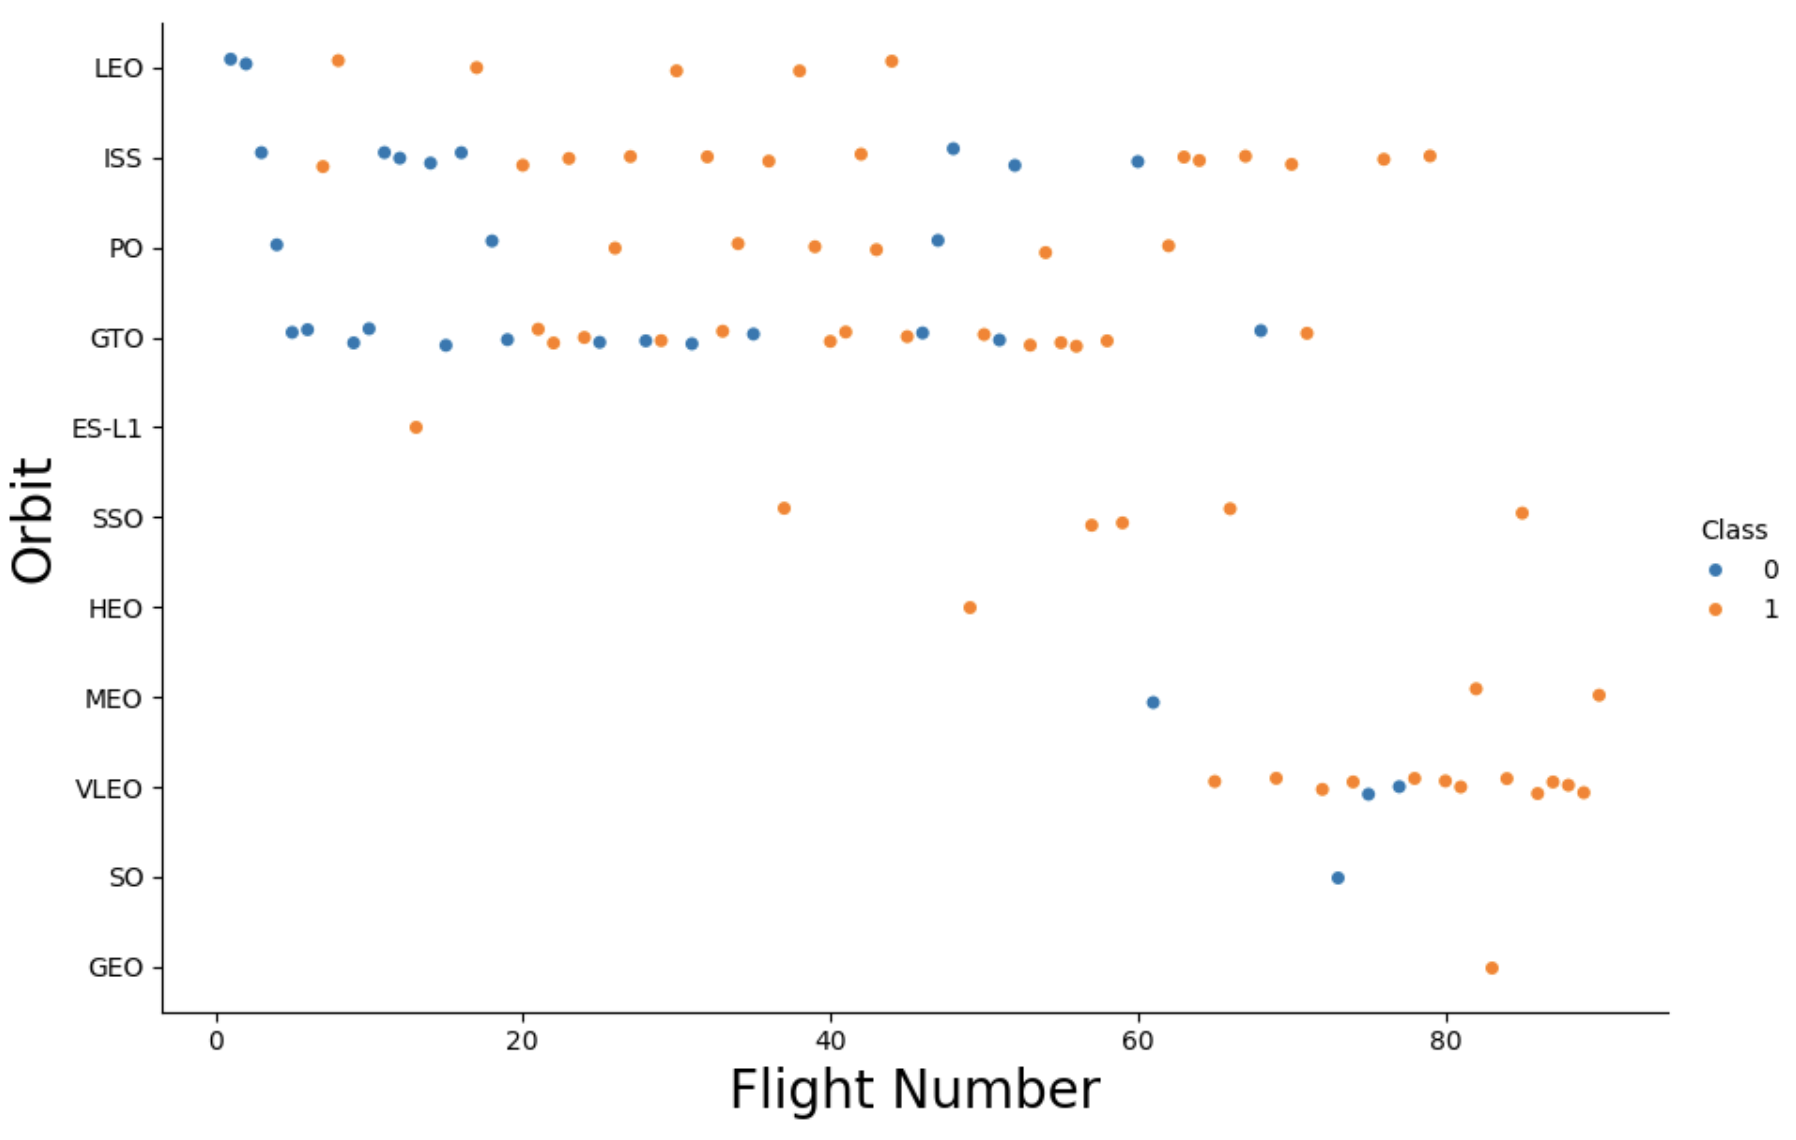 LEO
ISS
PO
GTO
ES-L1
SSO
HEO
MEO
VLEO
SO
GEO
Orbit
0 20 40 60 80
Flight Number
Class
0
1